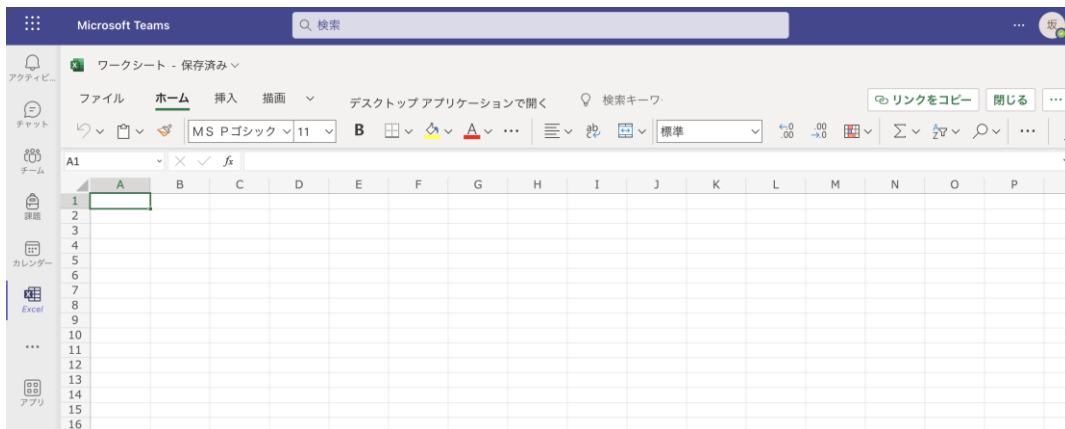 Microsoft Teams
検索
坂
アクティビ...
チャット
チーム
課題
カレンダー
Excel
アプリ
ワークシート - 保存済み
ファイル ホーム 挿入 描画 デスクトップ アプリケーションで開く 検索キーワ リンクをコピー 閉じる
MS Pゴシック 11 B A ab 標準 .00 .00
A1 fx
A B C D E F G H I J K L M N O P
1
2
3
4
5
6
7
8
9
10
11
12
13
14
15
16